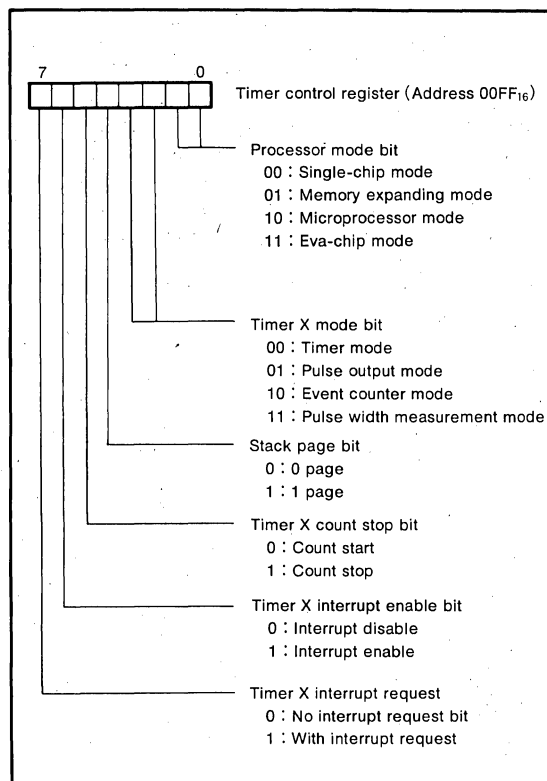 7 0
Timer control register (Address 00FF₁₆)
Processor mode bit
00 : Single-chip mode
01 : Memory expanding mode
10 : Microprocessor mode
11 : Eva-chip mode
Timer X mode bit
00 : Timer mode
01 : Pulse output mode
10 : Event counter mode
11 : Pulse width measurement mode
Stack page bit
0 : 0 page
1 : 1 page
Timer X count stop bit
0 : Count start
1 : Count stop
Timer X interrupt enable bit
0 : Interrupt disable
1 : Interrupt enable
Timer X interrupt request
0 : No interrupt request bit
1 : With interrupt request